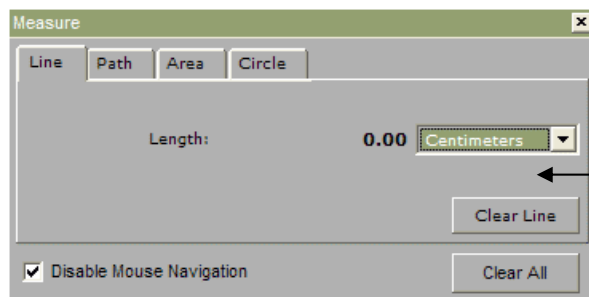 Measure
Line Path Area Circle
Length: 0.00 Centimeters
Clear Line
Disable Mouse Navigation Clear All